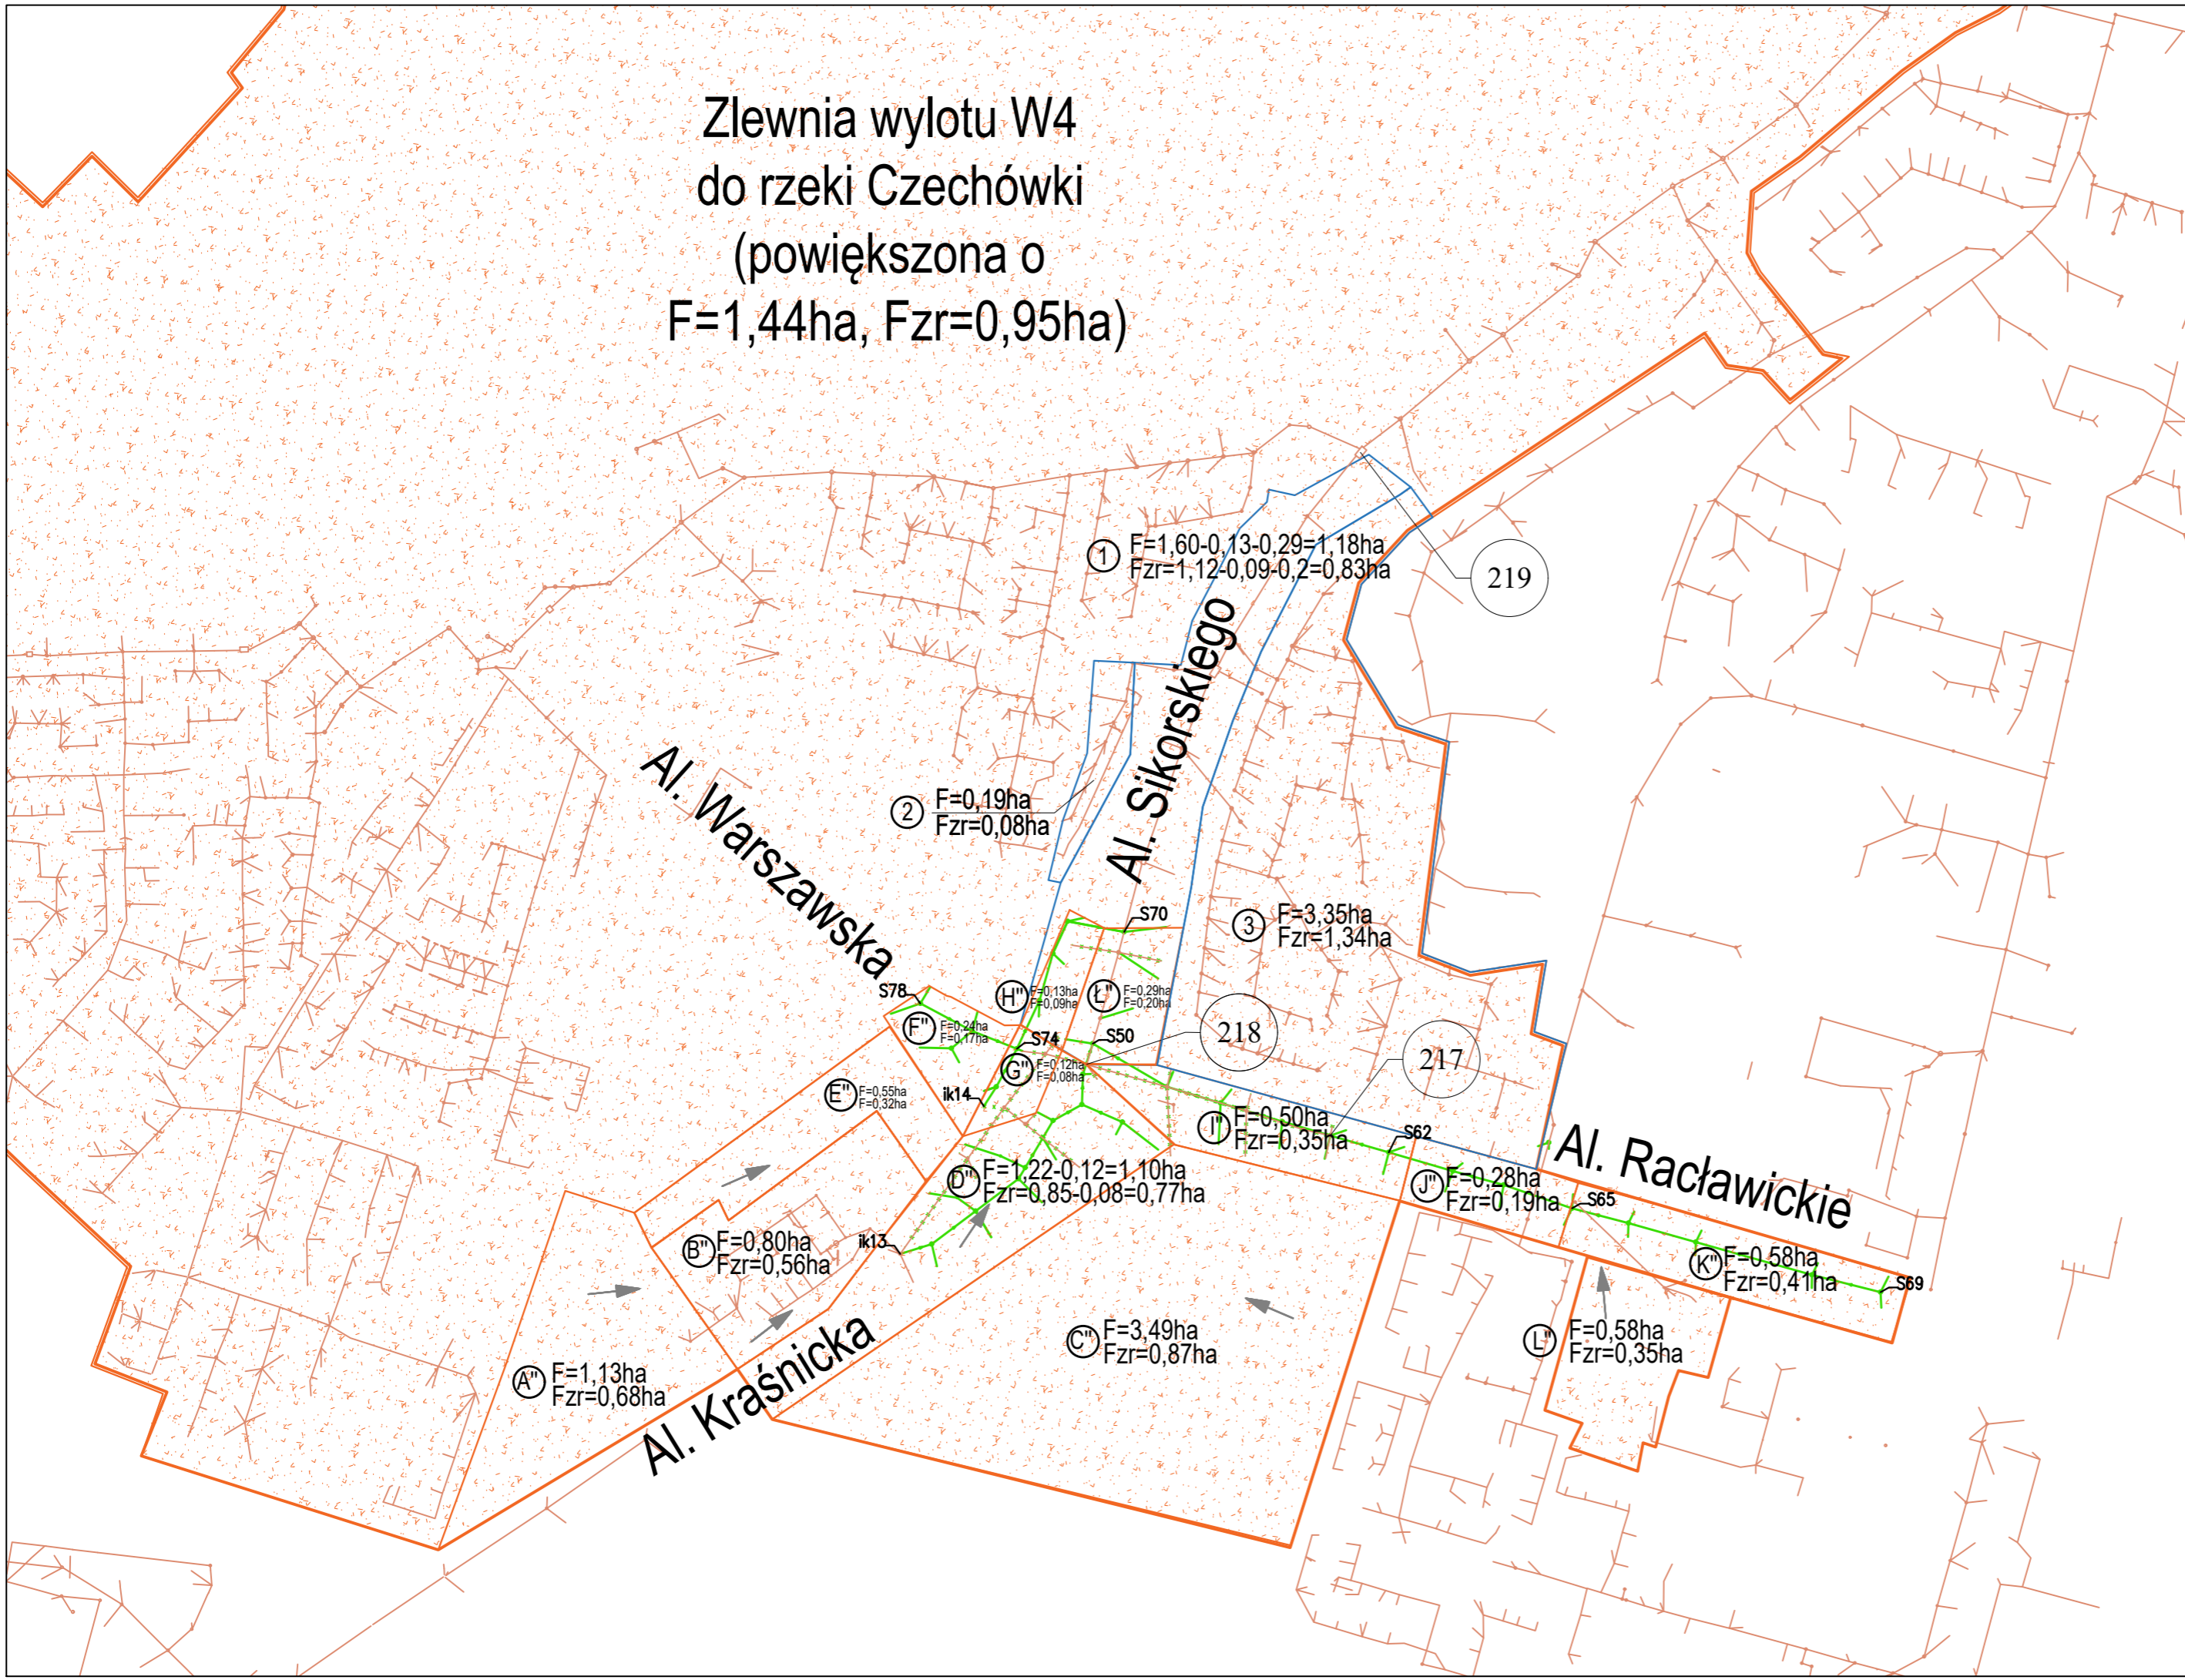 Zlewnia wylotu W4
do rzeki Czechówki
(powiększona o
F=1,44ha, Fzr=0,95ha)
1 F=1,60-0,13-0,29=1,18ha
Fzr=1,12-0,09-0,2=0,83ha
219
Al. Sikorskiego
Al. Warszawska
2 F=0,19ha
Fzr=0,08ha
S70
3 F=3,35ha
Fzr=1,34ha
S78
H" F=0,13ha
F=0,09ha
Ł" F=0,29ha
F=0,20ha
F" F=0,24ha
F=0,17ha
S74
S50
218
217
G" F=0,12ha
F=0,08ha
E" F=0,55ha
F=0,32ha
ik14
I" F=0,50ha
Fzr=0,35ha
S62
Al. Racławickie
D" F=1,22-0,12=1,10ha
Fzr=0,85-0,08=0,77ha
J" F=0,28ha
Fzr=0,19ha
S65
B" F=0,80ha
Fzr=0,56ha
ik13
K" F=0,58ha
Fzr=0,41ha
S69
C" F=3,49ha
Fzr=0,87ha
L" F=0,58ha
Fzr=0,35ha
A" F=1,13ha
Fzr=0,68ha
Al. Kraśnicka